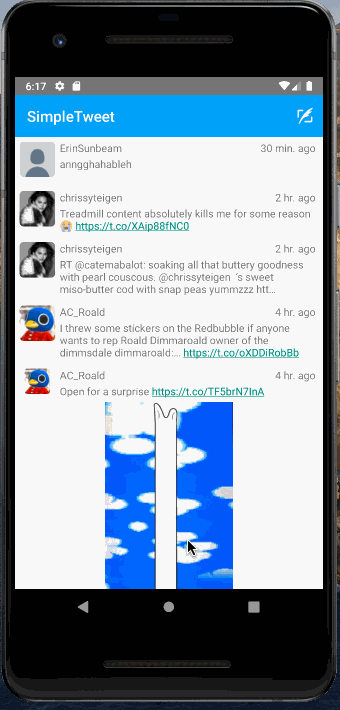 6:17
SimpleTweet
ErinSunbeam 30 min. ago
anngghahableh
chrissyteigen 2 hr. ago
Treadmill content absolutely kills me for some reason
😭 https://t.co/XAip88fNC0
chrissyteigen 2 hr. ago
RT @catemabalot: soaking all that buttery goodness
with pearl couscous. @chrissyteigen 's sweet
miso-butter cod with snap peas yummzzz htt...
AC_Roald 4 hr. ago
I threw some stickers on the Redbubble if anyone
wants to rep Roald Dimmaroald owner of the
dimmsdale dimmaroald:... https://t.co/oXDDiRobBb
AC_Roald 4 hr. ago
Open for a surprise https://t.co/TF5brN7InA